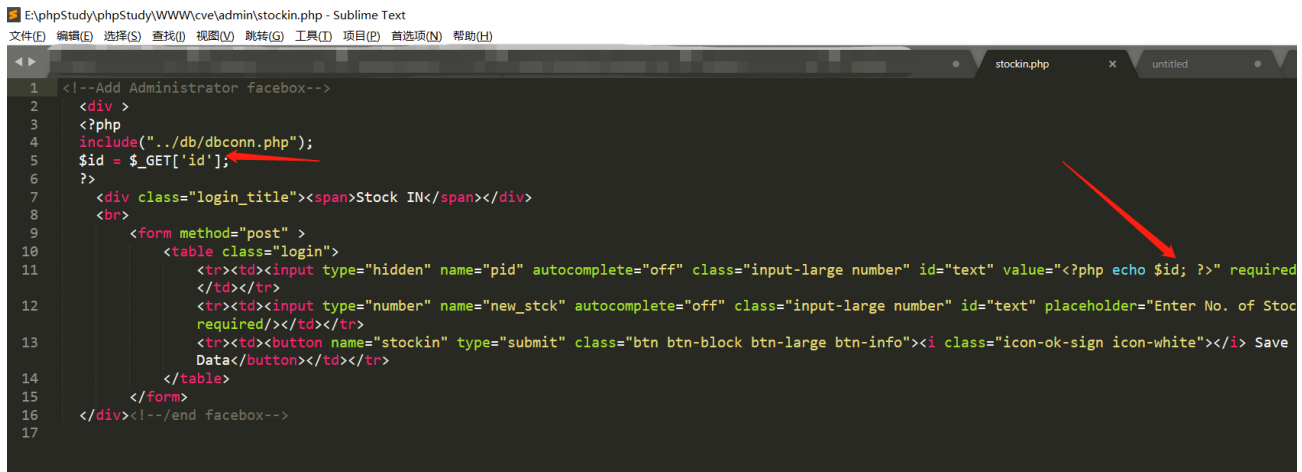 E:\phpStudy\phpStudy\WWW\cve\admin\stockin.php - Sublime Text
文件(F) 编辑(E) 选择(S) 查找(I) 视图(V) 跳转(G) 工具(T) 项目(P) 首选项(N) 帮助(H)
stockin.php × untitled
1 <!--Add Administrator facebox-->
2 <div >
3 <?php
4 include("../db/dbconn.php");
5 $id = $_GET['id'];
6 ?>
7 <div class="login_title"><span>Stock IN</span></div>
8 <br>
9 <form method="post" >
10 <table class="login">
11 <tr><td><input type="hidden" name="pid" autocomplete="off" class="input-large number" id="text" value="<?php echo $id; ?>" required
</td></tr>
12 <tr><td><input type="number" name="new_stck" autocomplete="off" class="input-large number" id="text" placeholder="Enter No. of Stoc
required/></td></tr>
13 <tr><td><button name="stockin" type="submit" class="btn btn-block btn-large btn-info"><i class="icon-ok-sign icon-white"></i> Save
Data</button></td></tr>
14 </table>
15 </form>
16 </div><!--/end facebox-->
17